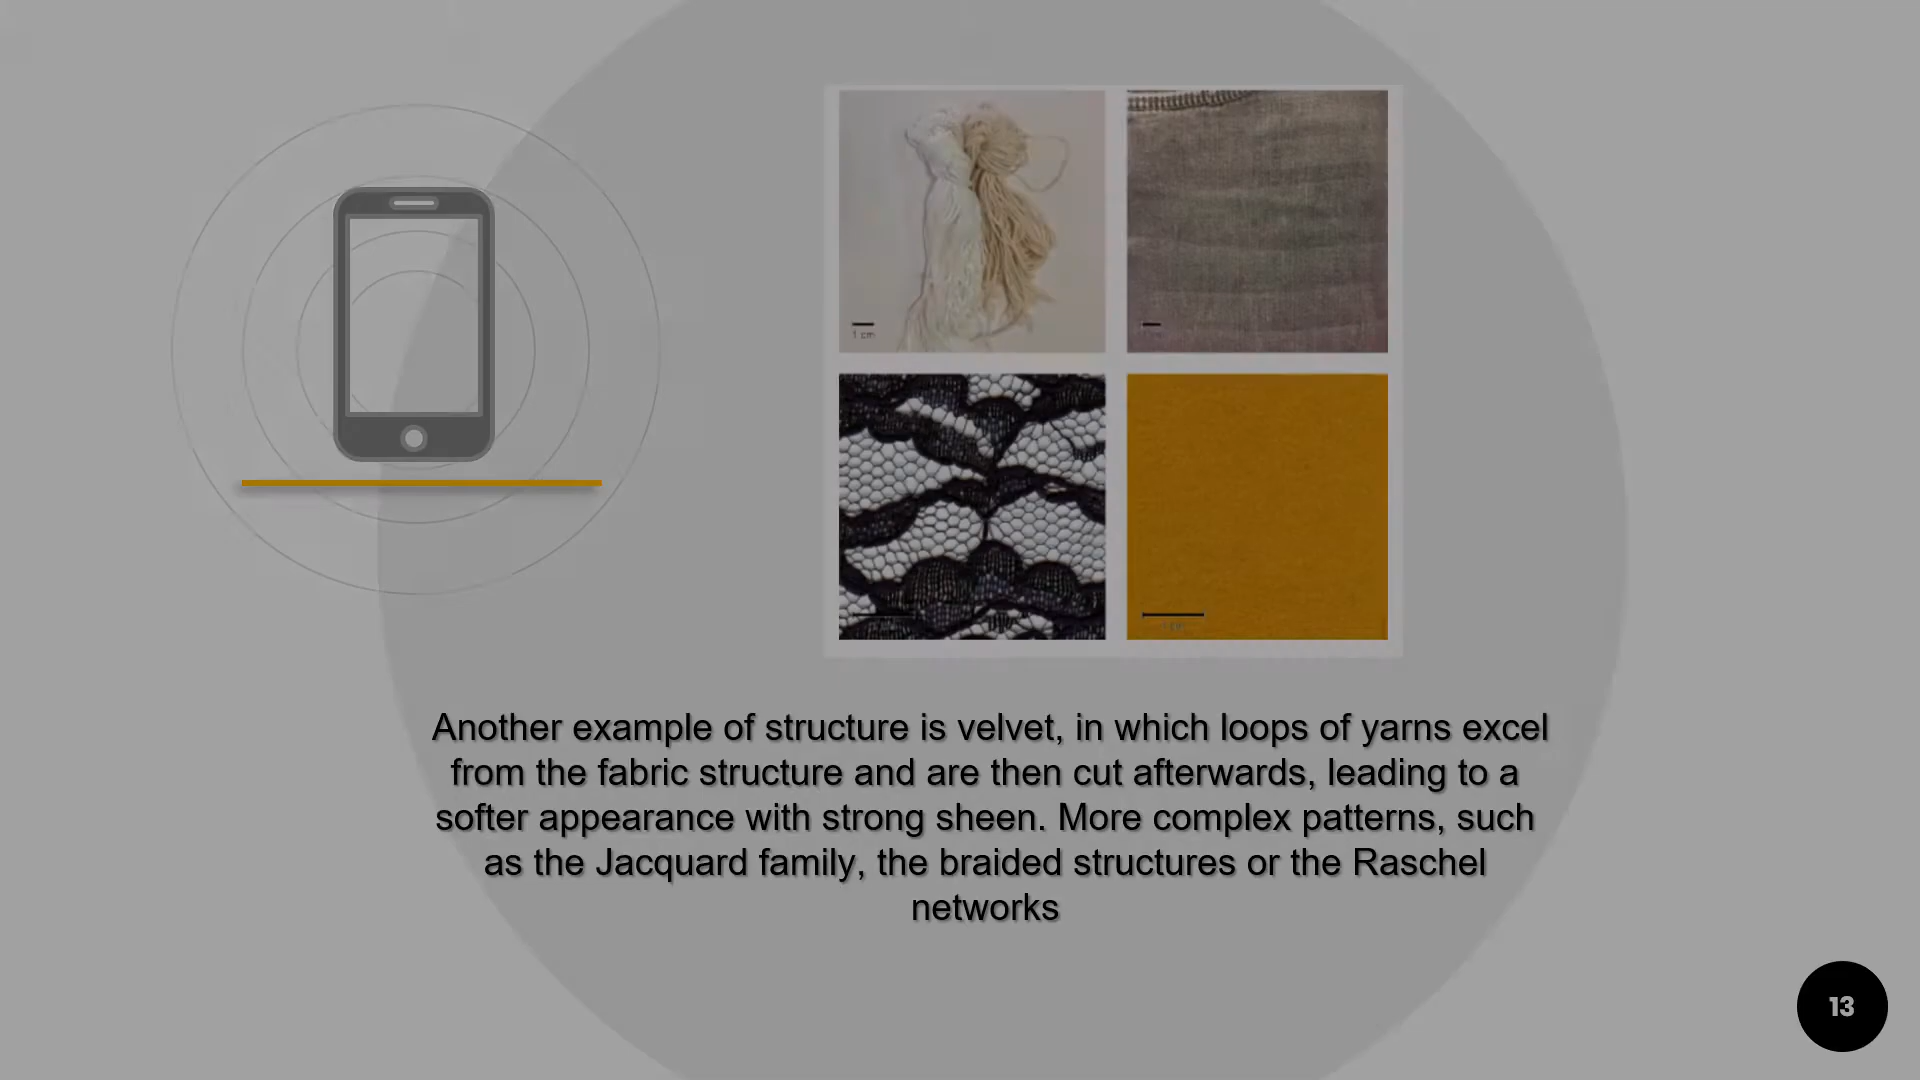 1 cm
Another example of structure is velvet, in which loops of yarns excel
from the fabric structure and are then cut afterwards, leading to a
softer appearance with strong sheen. More complex patterns, such
as the Jacquard family, the braided structures or the Raschel
networks
13